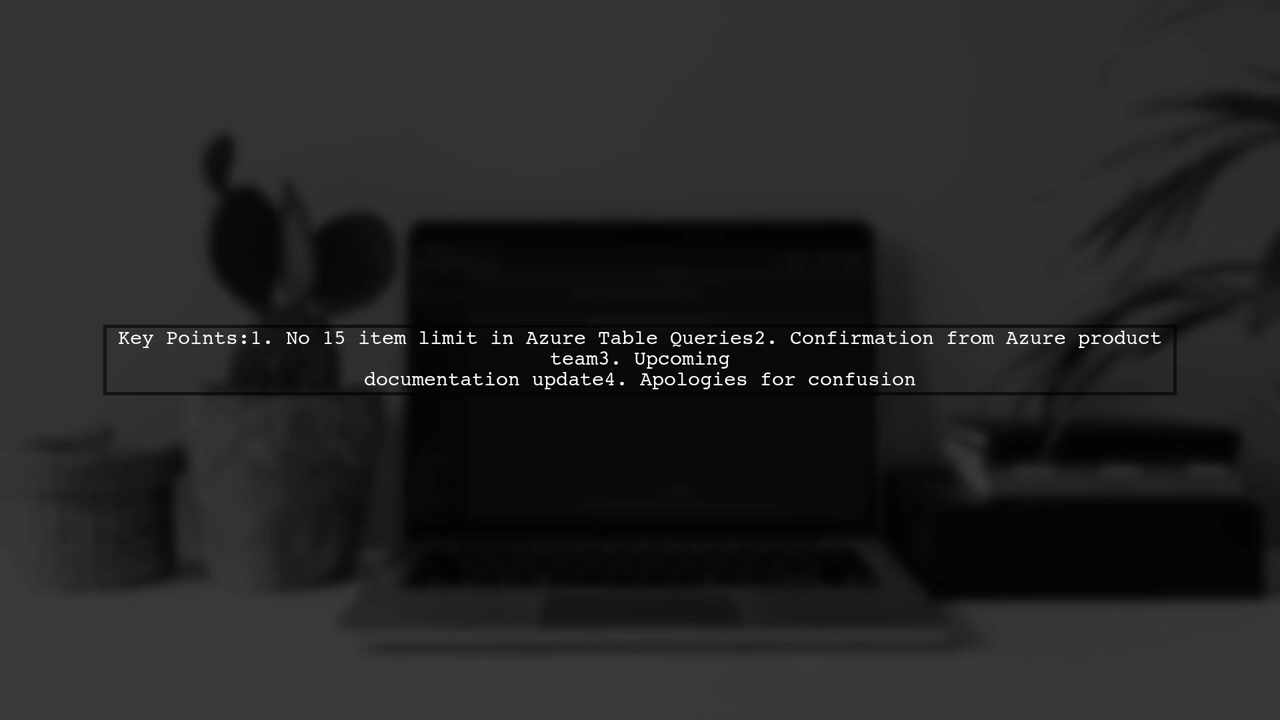 Key Points:1. No 15 item limit in Azure Table Queries2. Confirmation from Azure product
team3. Upcoming
documentation update4. Apologies for confusion